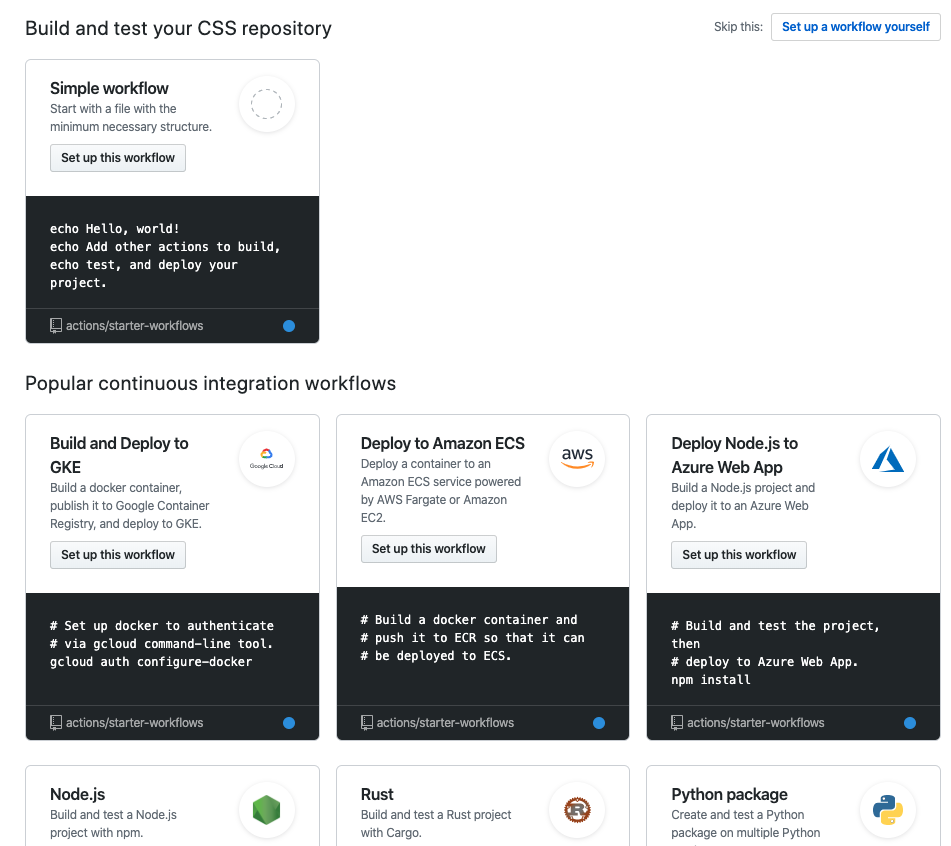 Build and test your CSS repository
Skip this:
Set up a workflow yourself
Simple workflow
Start with a file with the
minimum necessary structure.
Set up this workflow
echo Hello, world!
echo Add other actions to build,
echo test, and deploy your
project.
actions/starter-workflows
Popular continuous integration workflows
Build and Deploy to
GKE
Google Cloud
Build a docker container,
publish it to Google Container
Registry, and deploy to GKE.
Set up this workflow
# Set up docker to authenticate
# via gcloud command-line tool.
gcloud auth configure-docker
actions/starter-workflows
Deploy to Amazon ECS
aws
Deploy a container to an
Amazon ECS service powered
by AWS Fargate or Amazon
EC2.
Set up this workflow
# Build a docker container and
# push it to ECR so that it can
# be deployed to ECS.
actions/starter-workflows
Deploy Node.js to
Azure Web App
Build a Node.js project and
deploy it to an Azure Web
App.
Set up this workflow
# Build and test the project,
then
# deploy to Azure Web App.
npm install
actions/starter-workflows
Node.js
Build and test a Node.js
project with npm.
Rust
R
Build and test a Rust project
with Cargo.
Python package
Create and test a Python
package on multiple Python